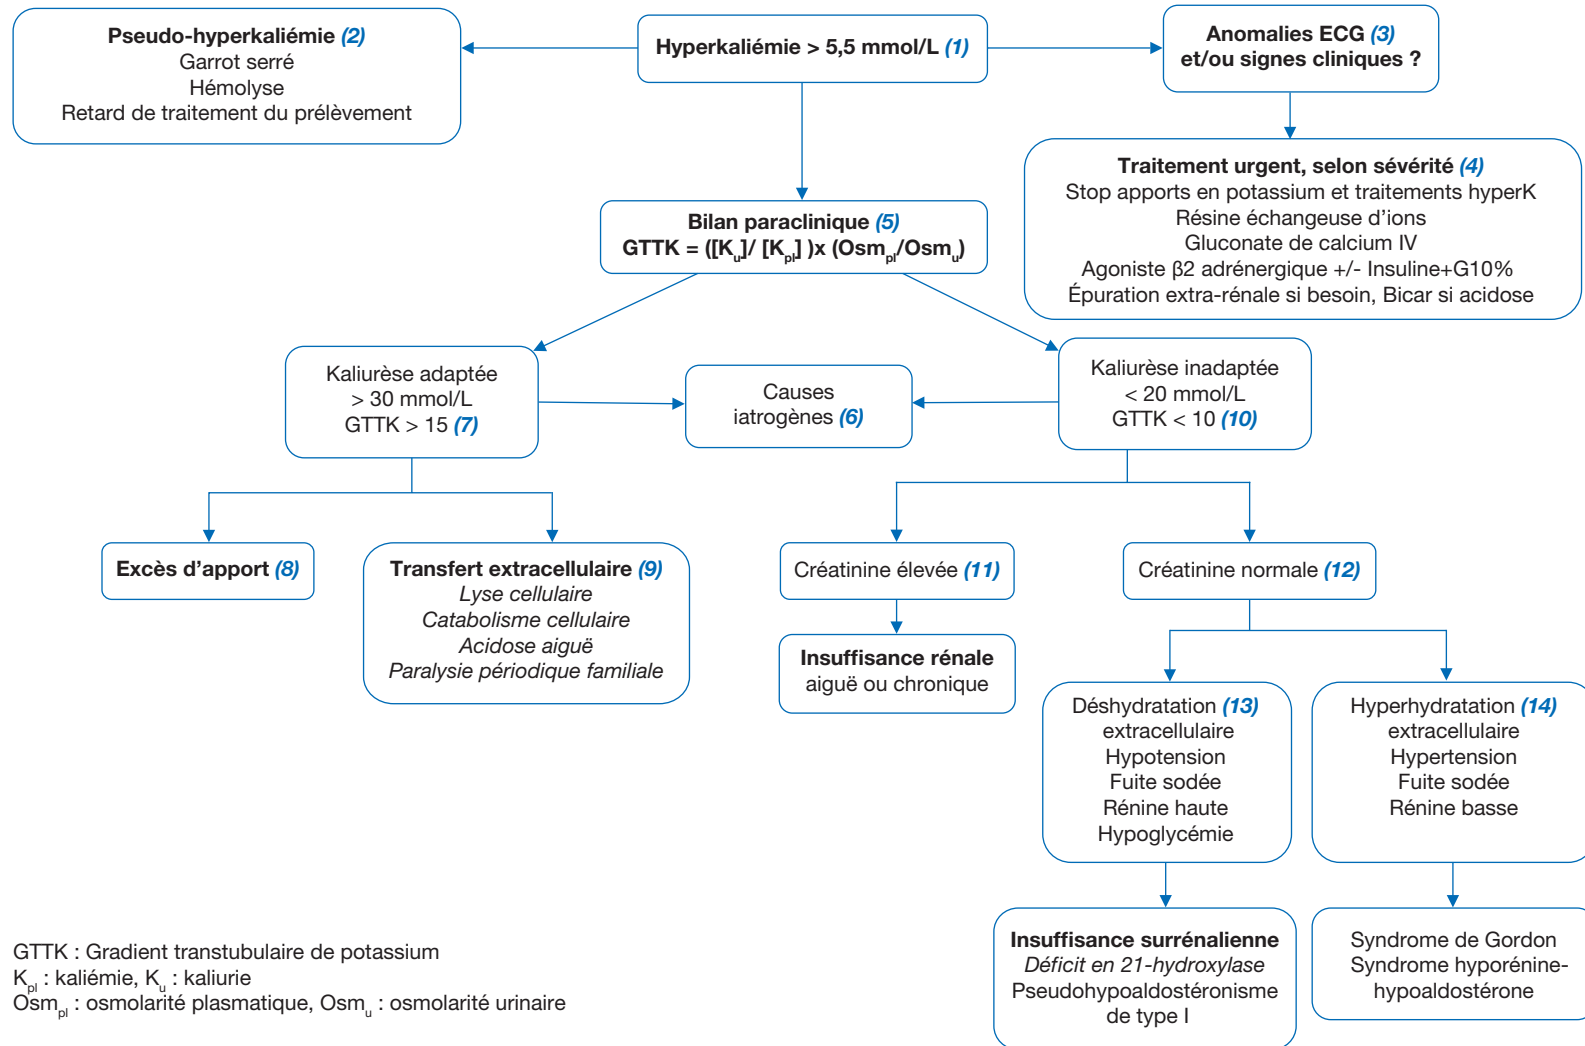 Pseudo-hyperkaliémie (2)
Garrot serré
Hémolyse
Retard de traitement du prélèvement
Hyperkaliémie > 5,5 mmol/L (1)
Anomalies ECG (3)
et/ou signes cliniques ?
Traitement urgent, selon sévérité (4)
Stop apports en potassium et traitements hyperK
Résine échangeuse d’ions
Gluconate de calcium IV
Agoniste β2 adrénergique +/- Insuline+G10%
Épuration extra-rénale si besoin, Bicar si acidose
Bilan paraclinique (5)
GTTK = ([Ku]/ [Kpl] )x (Osmpl/Osmu)
Kaliurèse adaptée
> 30 mmol/L
GTTK > 15 (7)
Causes
iatrogènes (6)
Kaliurèse inadaptée
< 20 mmol/L
GTTK < 10 (10)
Excès d’apport (8)
Transfert extracellulaire (9)
Lyse cellulaire
Catabolisme cellulaire
Acidose aiguë
Paralysie périodique familiale
Créatinine élevée (11)
Créatinine normale (12)
Insuffisance rénale
aiguë ou chronique
Déshydratation (13)
extracellulaire
Hypotension
Fuite sodée
Rénine haute
Hypoglycémie
Hyperhydratation (14)
extracellulaire
Hypertension
Fuite sodée
Rénine basse
Insuffisance surrénalienne
Déficit en 21-hydroxylase
Pseudohypoaldostéronisme
de type I
Syndrome de Gordon
Syndrome hyporénine-
hypoaldostérone
GTTK : Gradient transtubulaire de potassium
Kpl : kaliémie, Ku : kaliurie
Osmpl : osmolarité plasmatique, Osmu : osmolarité urinaire